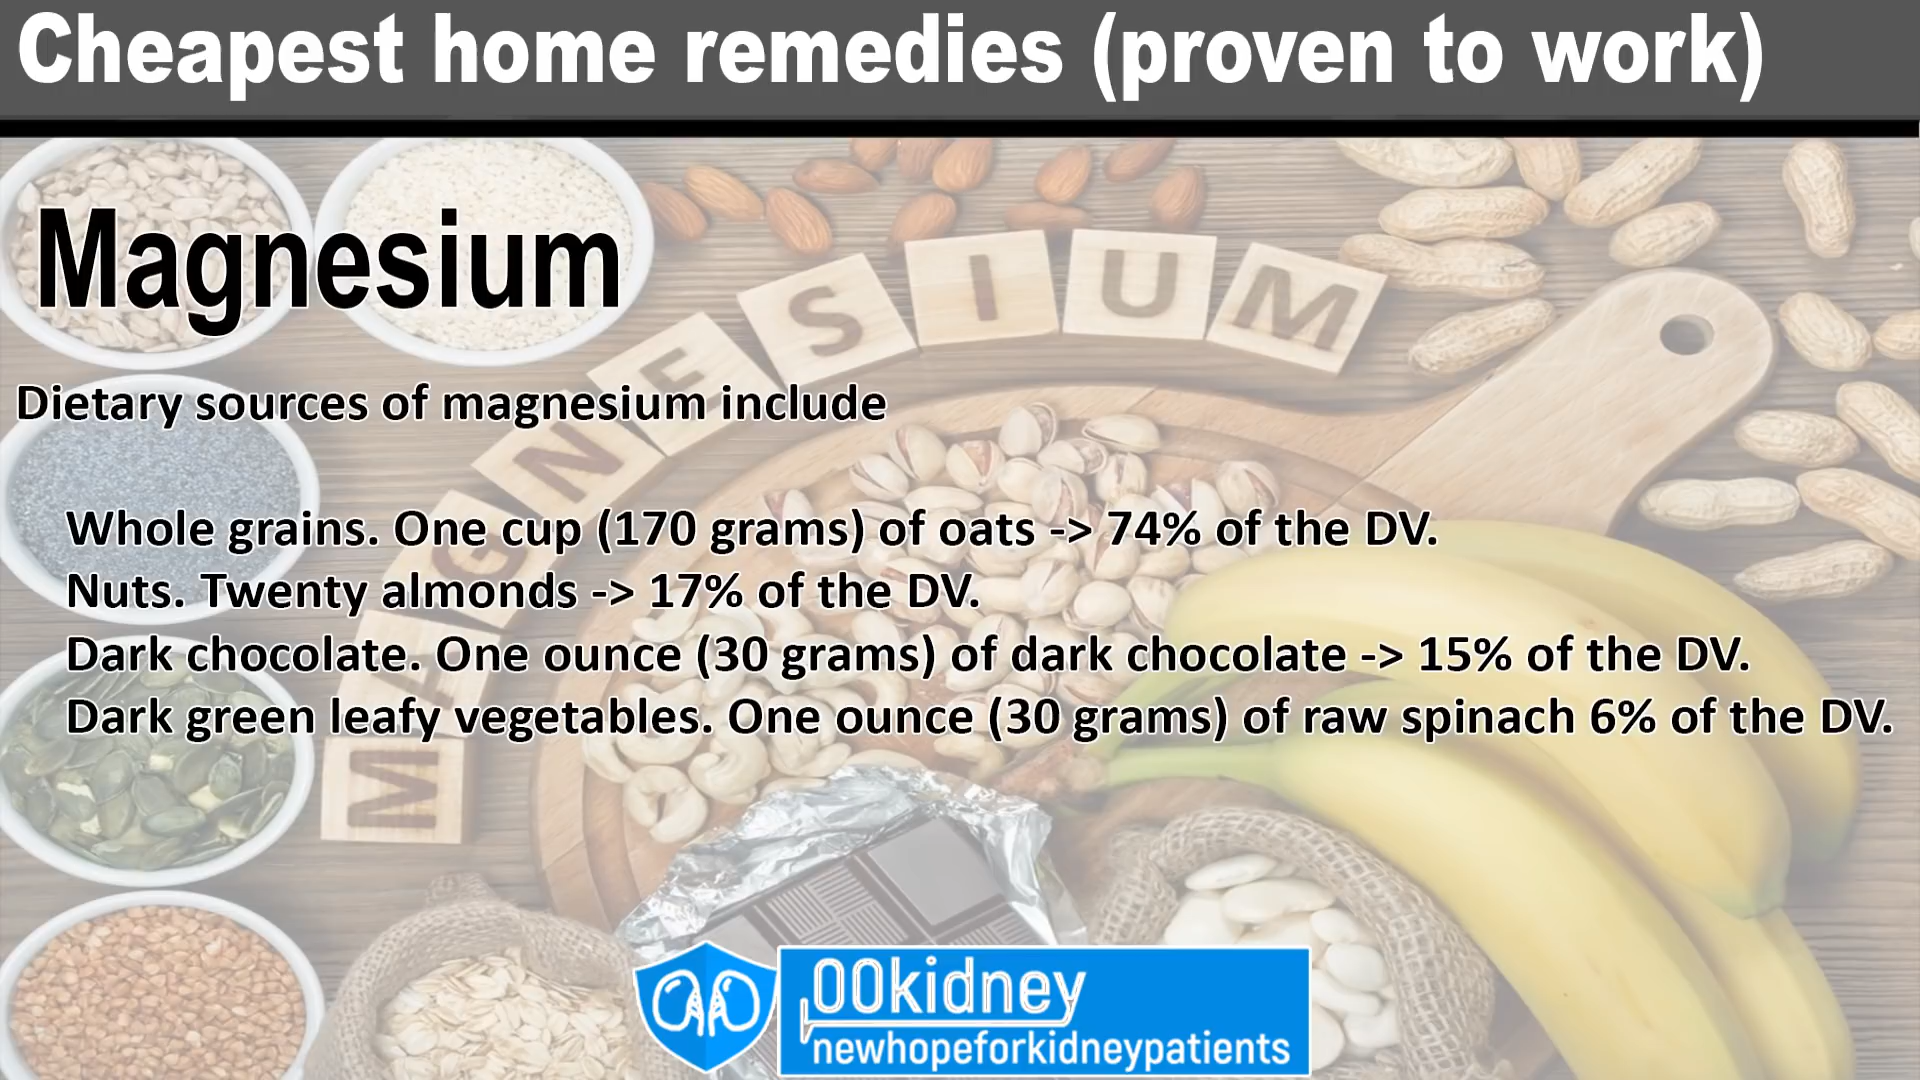 Cheapest home remedies (proven to work)
Magnesium
MAGNESIUM
Dietary sources of magnesium include
Whole grains. One cup (170 grams) of oats -> 74% of the DV.
Nuts. Twenty almonds -> 17% of the DV.
Dark chocolate. One ounce (30 grams) of dark chocolate -> 15% of the DV.
Dark green leafy vegetables. One ounce (30 grams) of raw spinach 6% of the DV.
00kidney
newhopeforkidneypatients